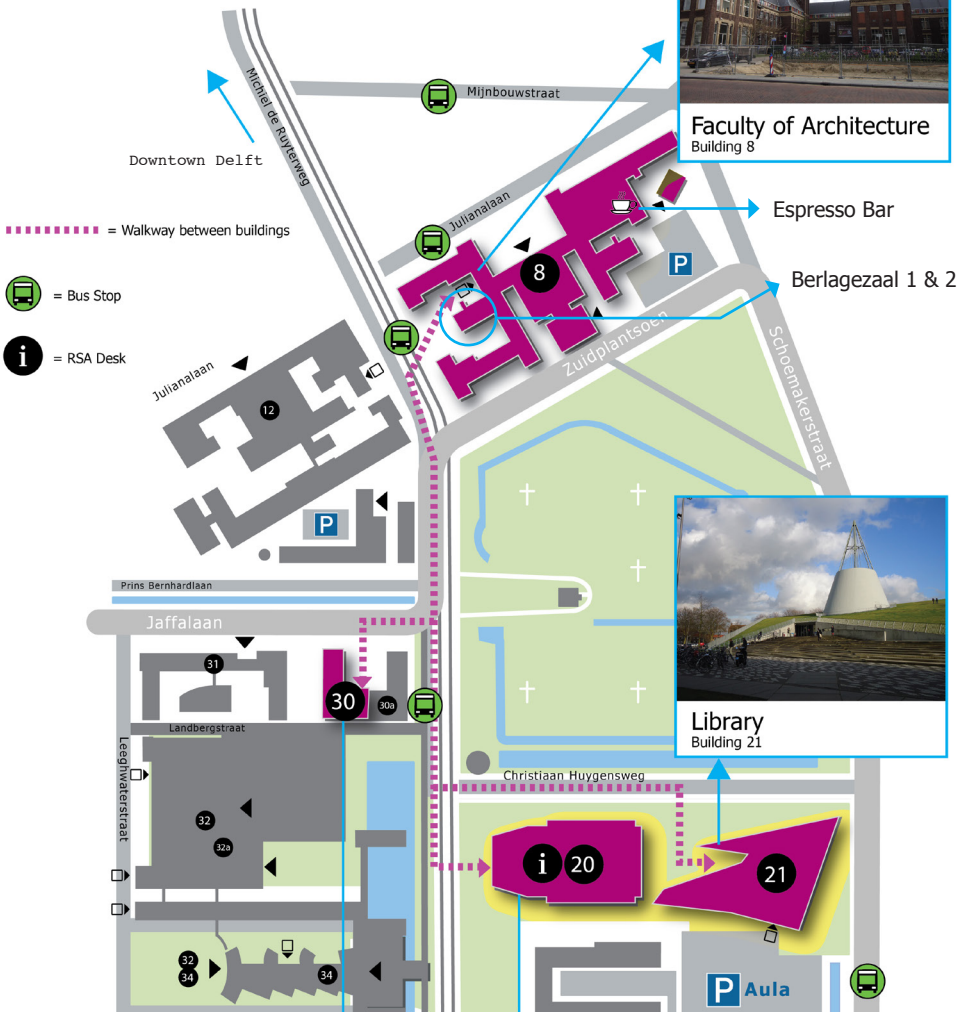 Faculty of Architecture
Building 8
Mijnbouwstraat
Michiel de Ruyterweg
Downtown Delft
Julianalaan
Espresso Bar
= Walkway between buildings
8
P
Berlagezaal 1 & 2
= Bus Stop
Zuidplantsoen
Schoemakerstraat
i = RSA Desk
Julianalaan
12
P
Prins Bernhardlaan
Jaffalaan
31
30
30a
Landbergstraat
Leeghwaterstraat
Library
Building 21
Christiaan Huygensweg
32
32a
i 20
21
32
34
34
P Aula